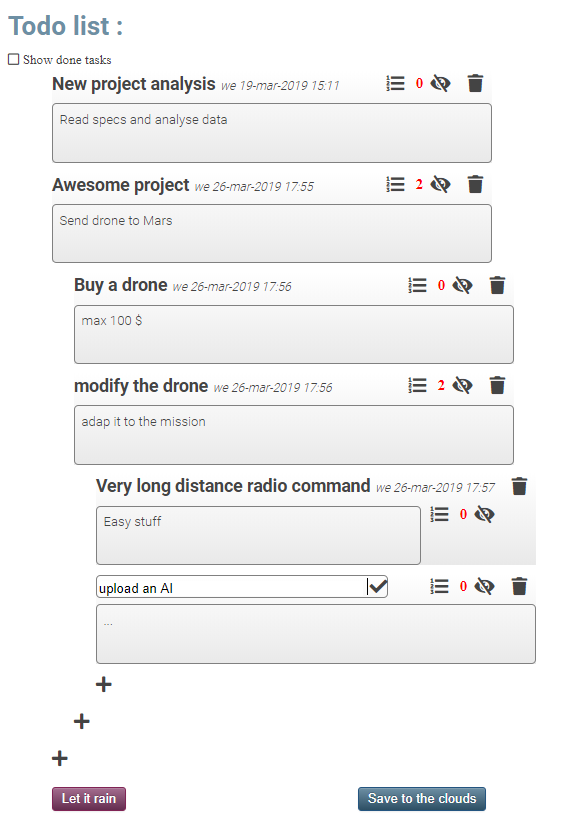 Todo list :
Show done tasks
New project analysis we 19-mar-2019 15:11 0
Read specs and analyse data
Awesome project we 26-mar-2019 17:55 2
Send drone to Mars
Buy a drone we 26-mar-2019 17:56 0
max 100 $
modify the drone we 26-mar-2019 17:56 2
adap it to the mission
Very long distance radio command we 26-mar-2019 17:57
0
Easy stuff
upload an AI 0
...
Let it rain Save to the clouds